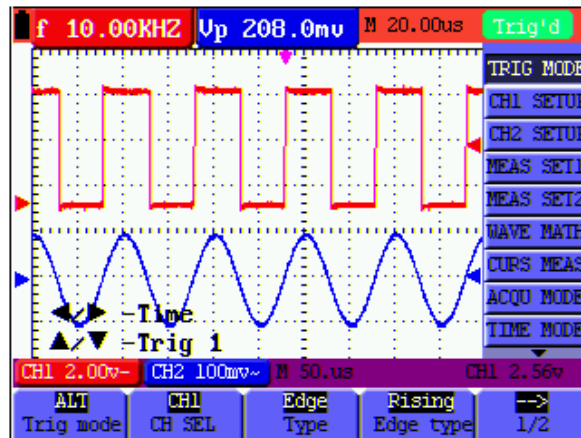 f 10.00KHZ Vp 208.0mv M 20.00us Trig'd
TRIG MODE
CH1 SETUP
CH2 SETUP
MEAS SET1
MEAS SET2
WAVE MATH
CURS MEAS
ACQU MODE
TIME MODE
◀/▶ -Time
▲/▼ -Trig 1
CH1 2.00v- CH2 100mv~ M 50.us CH1 2.56v
ALT CH1 Edge Rising -->
Trig mode CH SEL Type Edge type 1/2